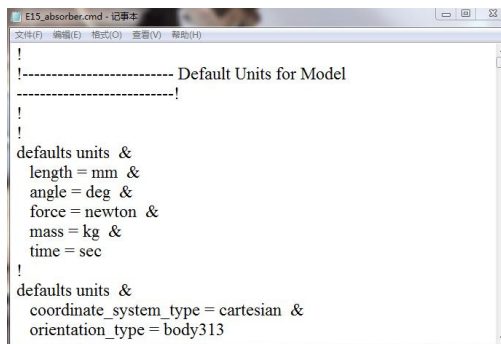 E15_absorber.cmd - 记事本
文件(F) 编辑(E) 格式(O) 查看(V) 帮助(H)
!
!-------------------------- Default Units for Model
---------------------------!
!
!
defaults units &
length = mm &
angle = deg &
force = newton &
mass = kg &
time = sec
!
defaults units &
coordinate_system_type = cartesian &
orientation_type = body313